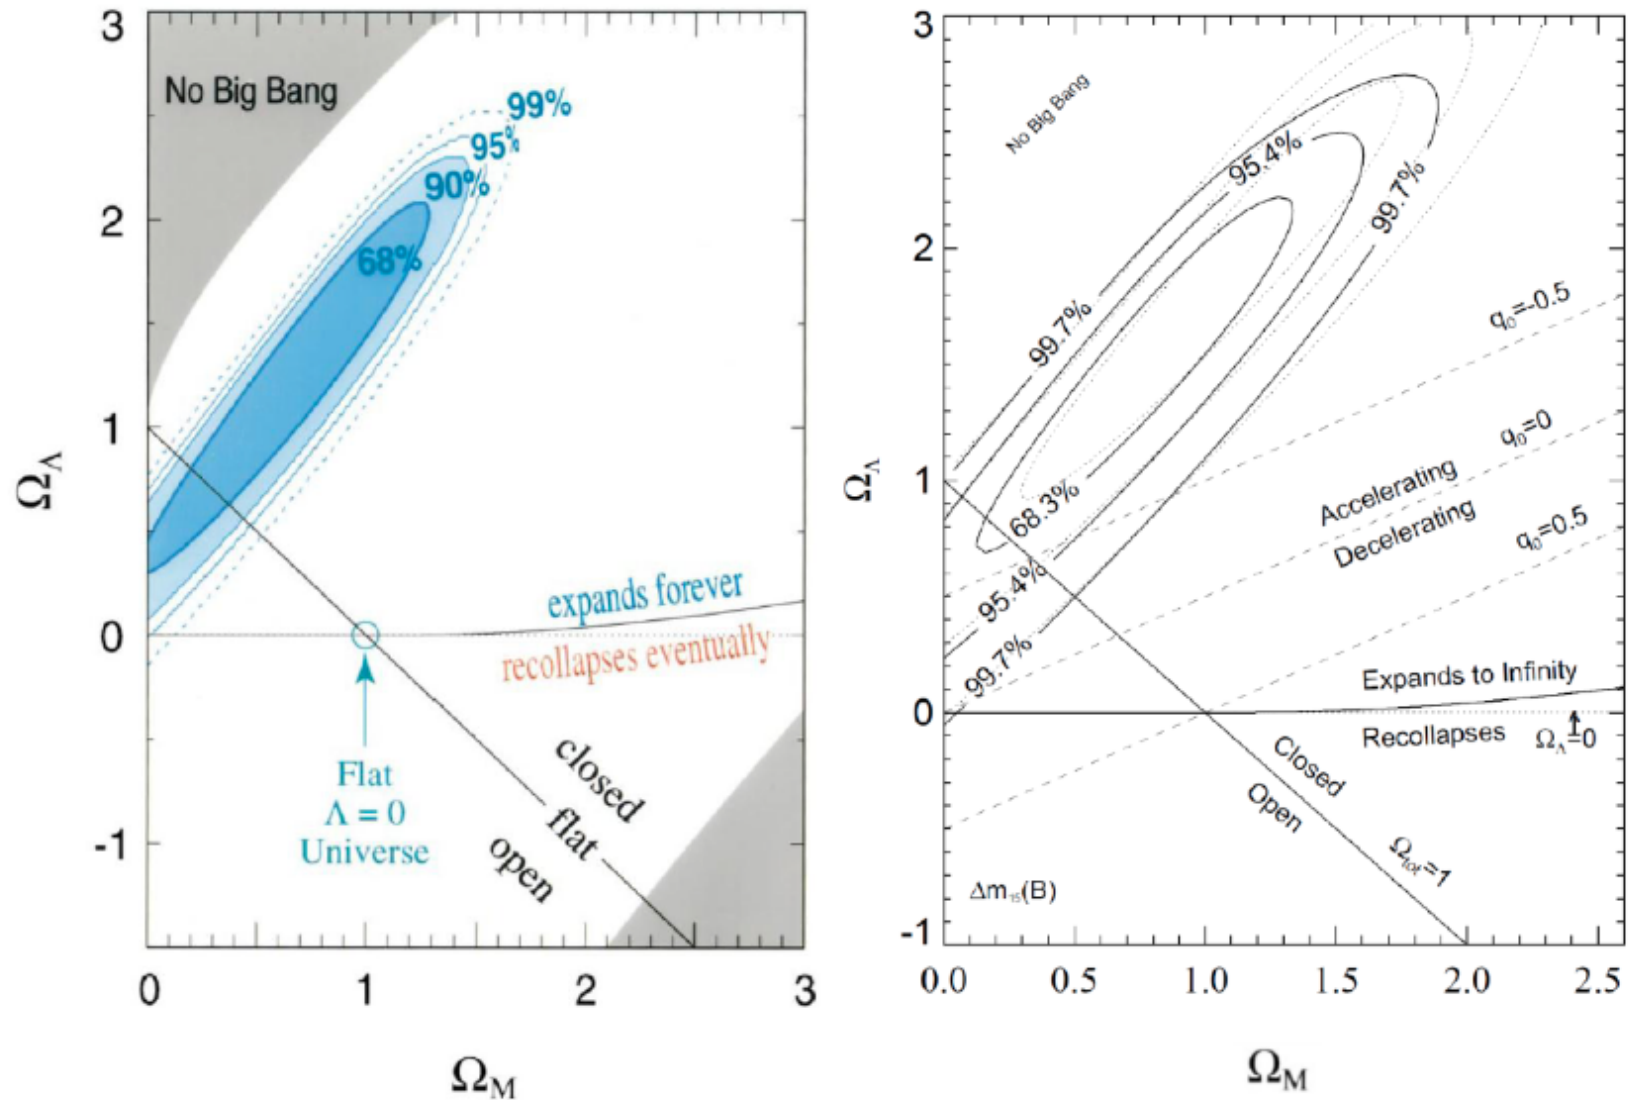 3
No Big Bang
99%
95%
90%
2
68%
1
Ω_Λ
0
expands forever
recollapses eventually
Flat
Λ = 0
Universe
closed
flat
open
-1
0
1
2
3
Ω_M
3
No Big Bang
95.4%
99.7%
2
99.7%
q₀=-0.5
q₀=0
1
Ω_Λ
68.3%
Accelerating
Decelerating
q₀=0.5
95.4%
99.7%
Expands to Infinity
0
Recollapses
Ω_Λ=0
Closed
Open
Ω_tot=1
Δm₁₅(B)
-1
0.0
0.5
1.0
1.5
2.0
2.5
Ω_M